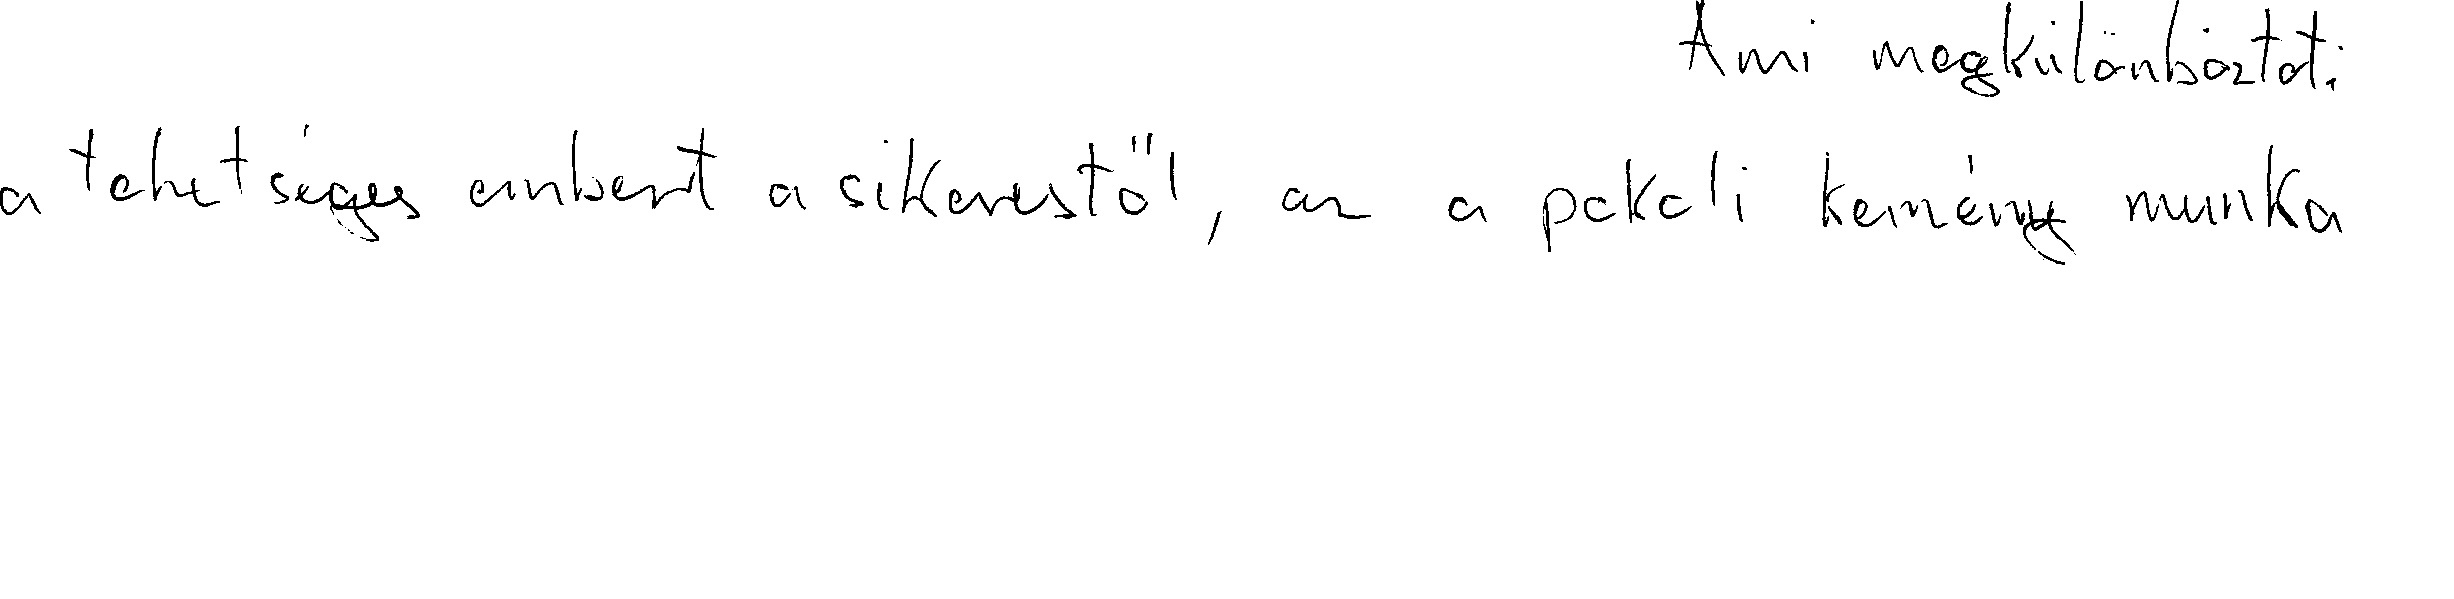 Ami megkülönbözteti
a tehetséges embert a sikerestől, az a pokoli kemény munka